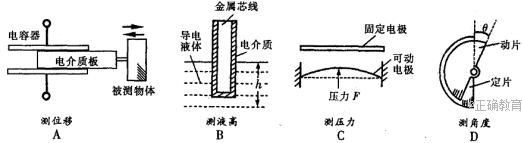 电容器
电介质板
被测物体
测位移
A
金属芯线
导电
液体
电介质
h
测液高
B
固定电极
可动
电极
压力 F
测压力
C
θ
动片
定片
正确教育
测角度
D